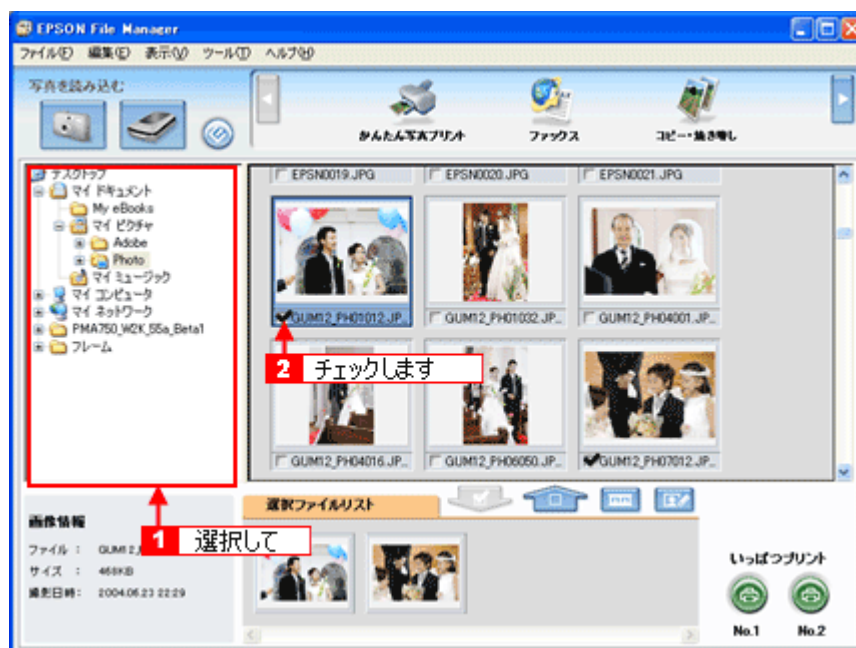 EPSON File Manager
ファイル(F) 編集(E) 表示(V) ツール(T) ヘルプ(H)
写真を読み込む
かんたん写真プリント
ファックス
コピー・焼き増し
デスクトップ
マイ ドキュメント
My eBooks
マイ ピクチャ
Adobe
Photo
マイ ミュージック
マイ コンピュータ
マイ ネットワーク
PMA750_W2K_55a_Beta1
フレーム
EPSN0019.JPG
EPSN0020.JPG
EPSN0021.JPG
GUM12_PH01012.JP...
GUM12_PH01032.JP...
GUM12_PH04001.JP...
2 チェックします
GUM12_PH04016.JP...
GUM12_PH06050.JP...
GUM12_PH07012.JP...
1 選択して
選択ファイルリスト
画像情報
ファイル : GUM12
サイズ : 468KB
撮影日時: 2004.06.23 22:29
いっぱつプリント
No.1
No.2